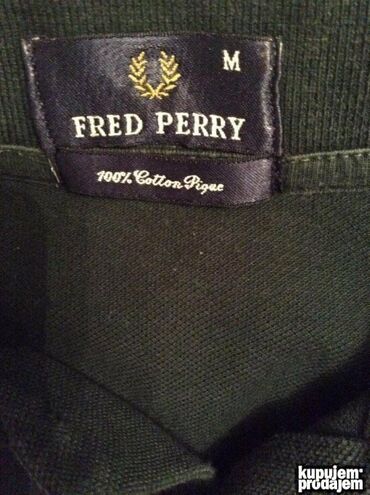 M
FRED PERRY
100% Cotton Pique
kupujem
prodajem